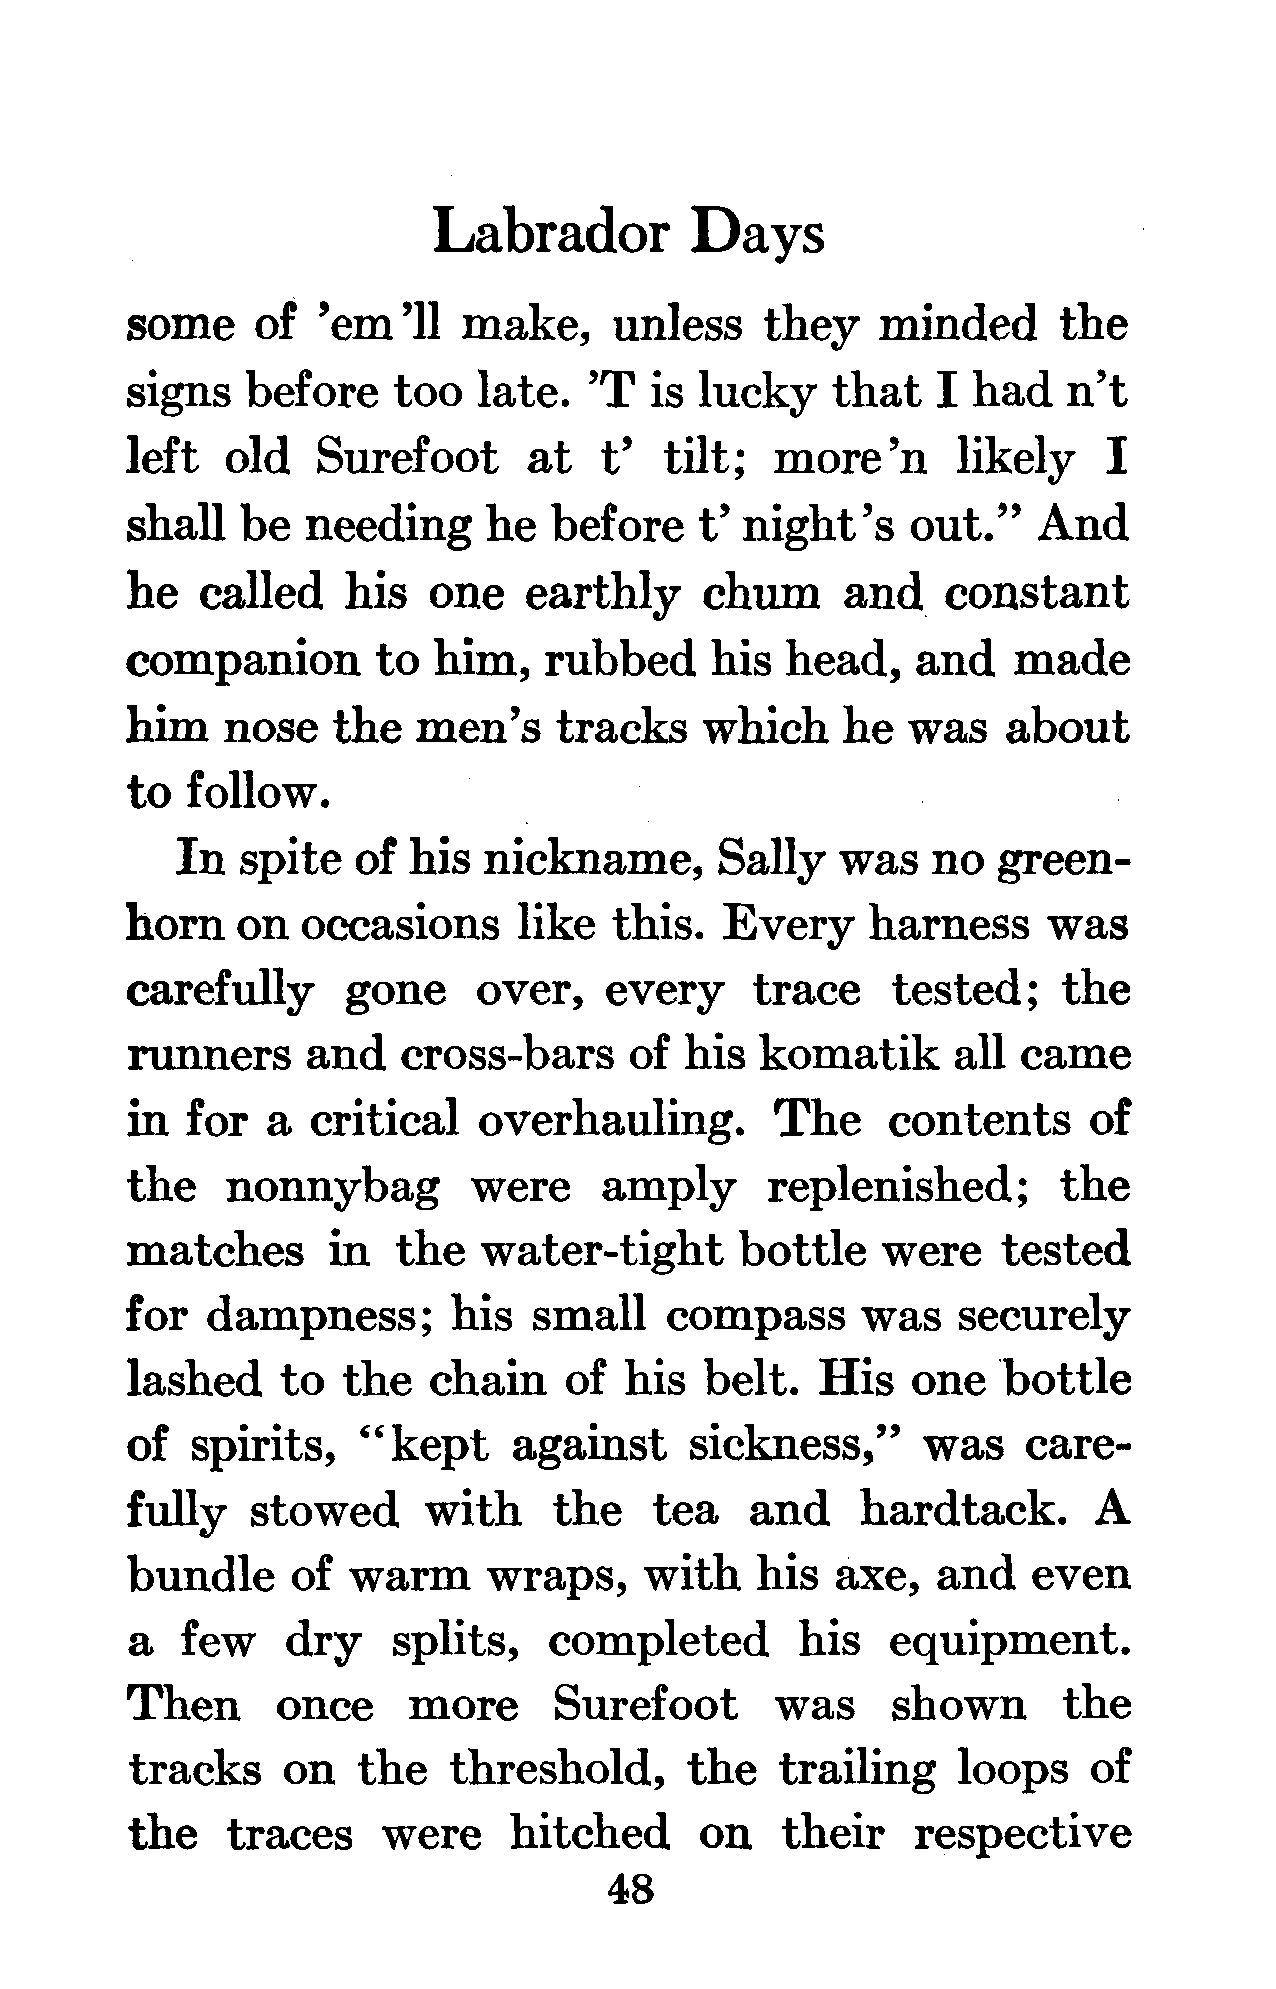 Labrador Days
some of 'em 'll make, unless they minded the
signs before too late. 'T is lucky that I had n't
left old Surefoot at t' tilt; more 'n likely I
shall be needing he before t' night 's out." And
he called his one earthly chum and constant
companion to him, rubbed his head, and made
him nose the men's tracks which he was about
to follow.
In spite of his nickname, Sally was no green-
horn on occasions like this. Every harness was
carefully gone over, every trace tested; the
runners and cross-bars of his komatik all came
in for a critical overhauling. The contents of
the nonnybag were amply replenished; the
matches in the water-tight bottle were tested
for dampness; his small compass was securely
lashed to the chain of his belt. His one bottle
of spirits, "kept against sickness," was care-
fully stowed with the tea and hardtack. A
bundle of warm wraps, with his axe, and even
a few dry splits, completed his equipment.
Then once more Surefoot was shown the
tracks on the threshold, the trailing loops of
the traces were hitched on their respective
48